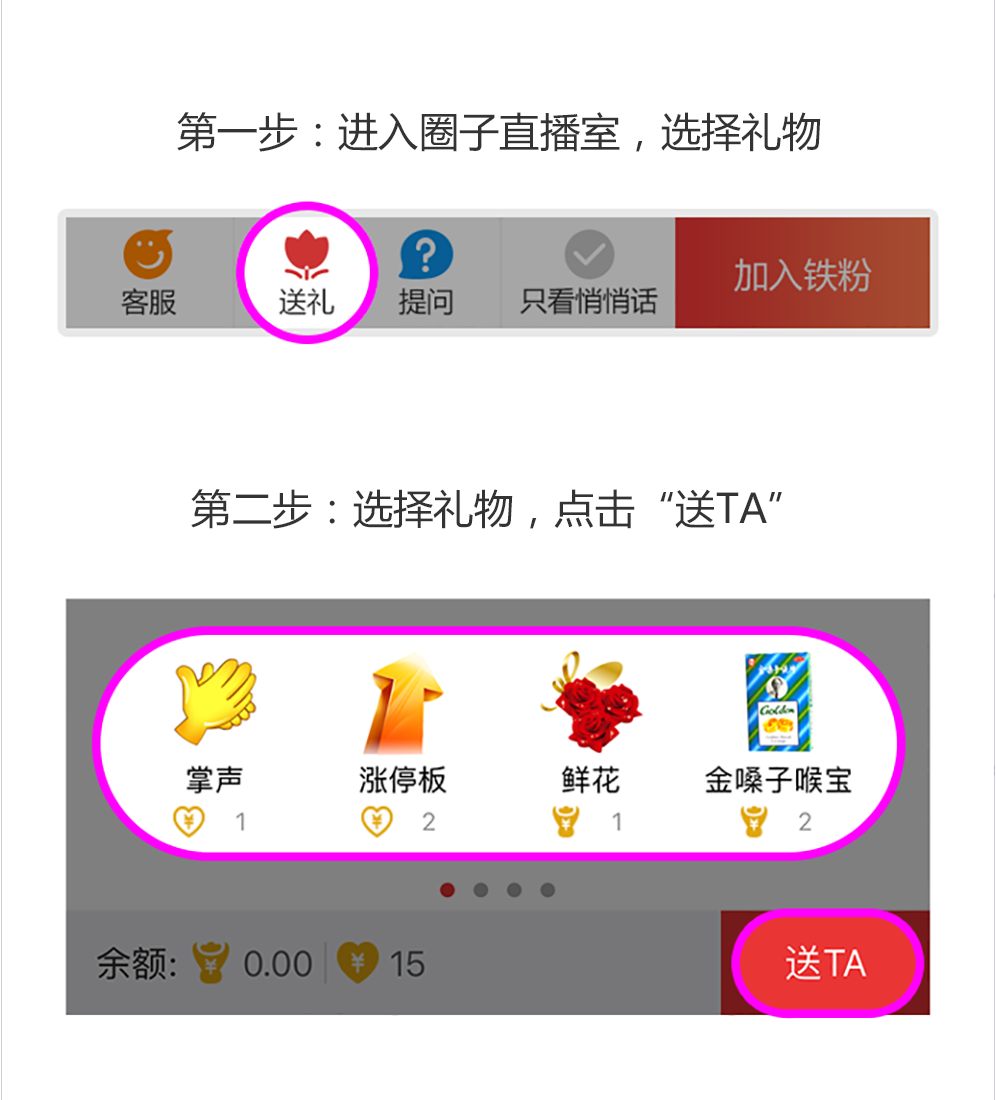 第一步：进入圈子直播室，选择礼物
客服 送礼 提问 只看悄悄话 加入铁粉
第二步：选择礼物，点击“送TA”
Golden
掌声 涨停板 鲜花 金嗓子喉宝
1 2 1 2
余额: 0.00 15 送TA